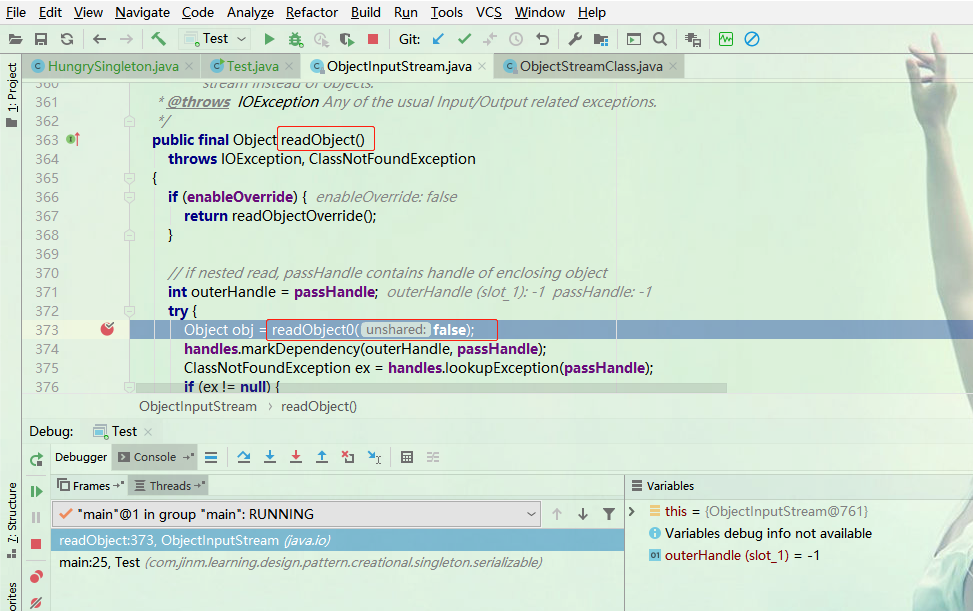 File Edit View Navigate Code Analyze Refactor Build Run Tools VCS Window Help
Test Git:
HungrySingleton.java Test.java ObjectInputStream.java ObjectStreamClass.java
1: Project
360 stream instead of objects.
361 * @throws IOException Any of the usual Input/Output related exceptions.
362 */
363 public final Object readObject()
364 throws IOException, ClassNotFoundException
365 {
366 if (enableOverride) { enableOverride: false
367 return readObjectOverride();
368 }
369
370 // if nested read, passHandle contains handle of enclosing object
371 int outerHandle = passHandle; outerHandle (slot_1): -1 passHandle: -1
372 try {
373 Object obj = readObject0( unshared: false);
374 handles.markDependency(outerHandle, passHandle);
375 ClassNotFoundException ex = handles.lookupException(passHandle);
376 if (ex != null) {
ObjectInputStream › readObject()
Debug: Test
Debugger Console
Frames Threads Variables
"main"@1 in group "main": RUNNING
this = {ObjectInputStream@761}
readObject:373, ObjectInputStream (java.io)
Variables debug info not available
main:25, Test (com.jinm.learning.design.pattern.creational.singleton.serializable)
01 outerHandle (slot_1) = -1
7: Structure
orites